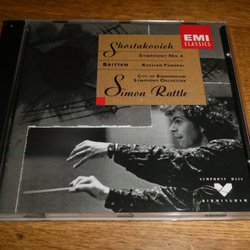 EMI
CLASSICS
Shostakovich
SYMPHONY NO. 4
BRITTEN RUSSIAN FUNERAL
CITY OF BIRMINGHAM
SYMPHONY ORCHESTRA
Simon Rattle
SYMPHONY HALL
BIRMINGHAM